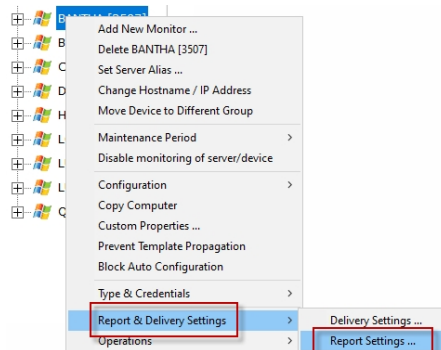 BANTHA [3507]
Add New Monitor ...
B
Delete BANTHA [3507]
C
Set Server Alias ...
D
Change Hostname / IP Address
H
Move Device to Different Group
L
Maintenance Period
L
Disable monitoring of server/device
L
Configuration
Q
Copy Computer
Custom Properties ...
Prevent Template Propagation
Block Auto Configuration
Type & Credentials
Report & Delivery Settings
Delivery Settings ...
Operations
Report Settings ...